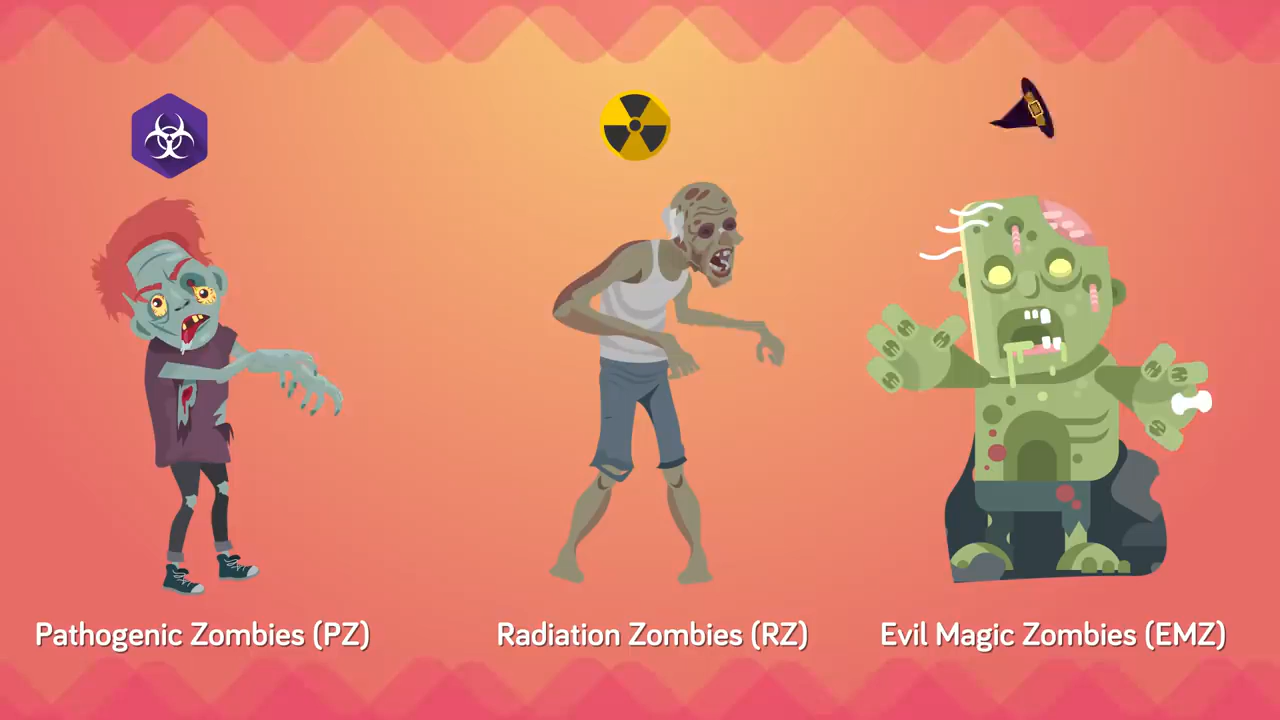 Pathogenic Zombies (PZ)
Radiation Zombies (RZ)
Evil Magic Zombies (EMZ)